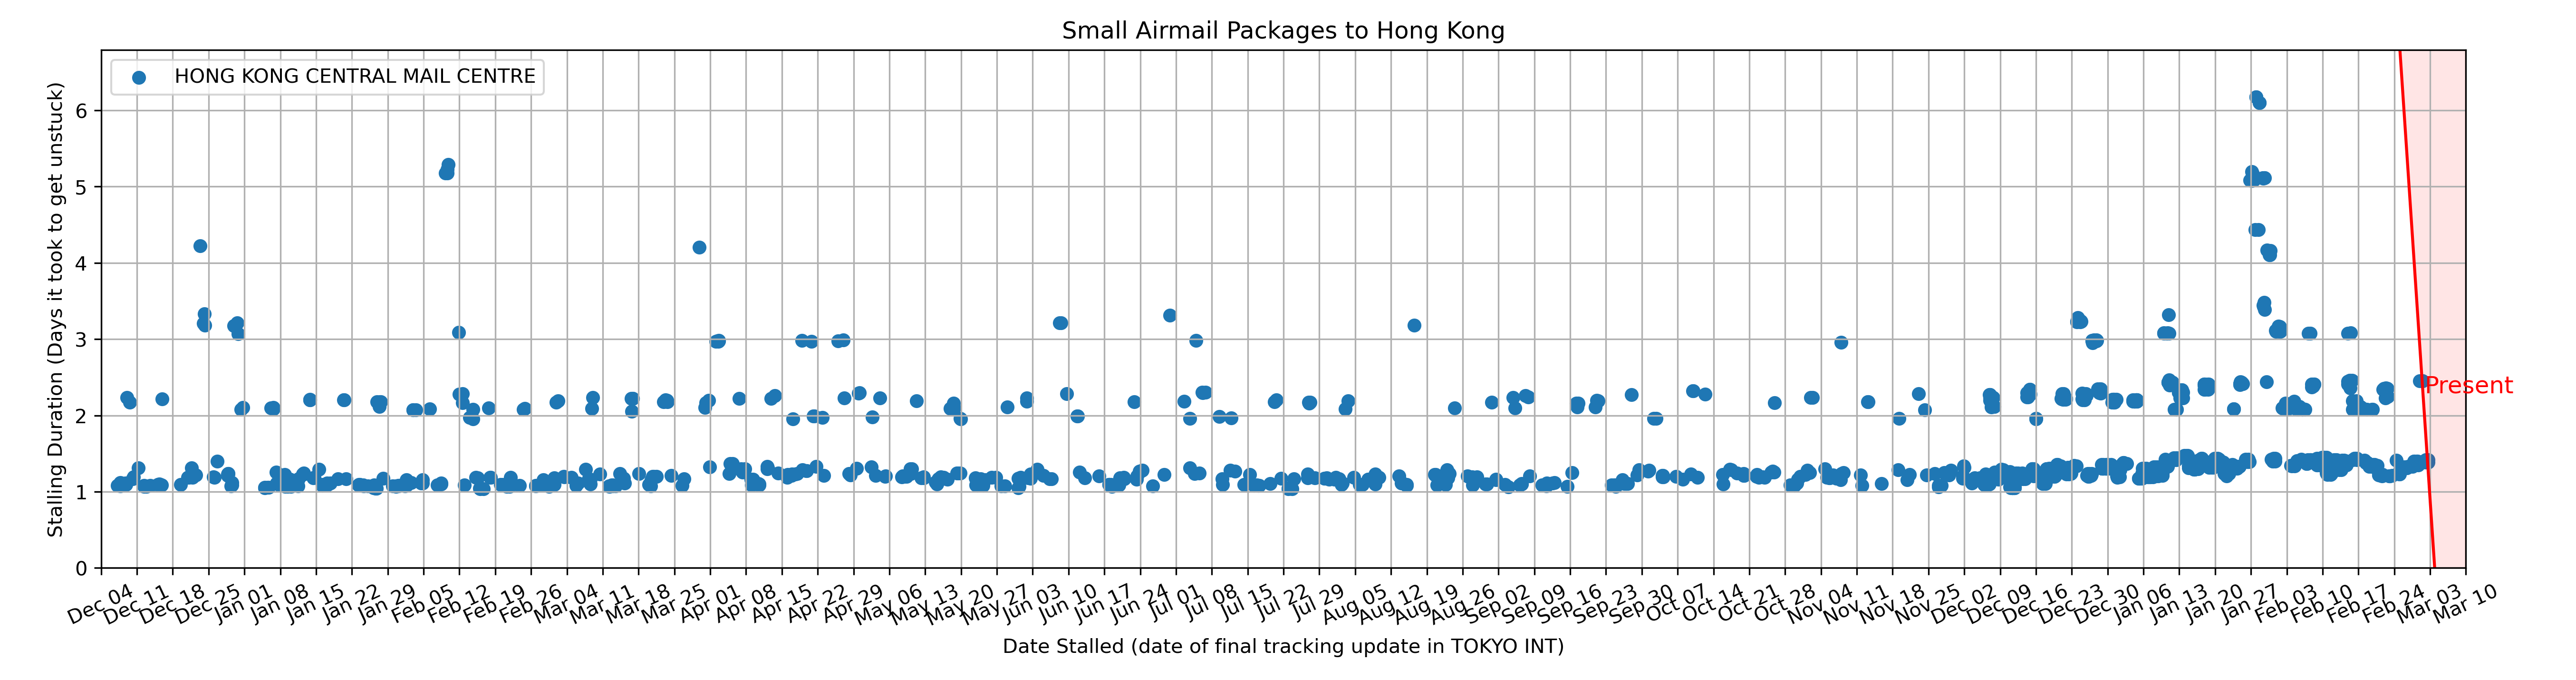 Small Airmail Packages to Hong Kong
HONG KONG CENTRAL MAIL CENTRE
Stalling Duration (Days it took to get unstuck)
6
5
4
3
2
1
0
Present
Dec 04 Dec 11 Dec 18 Dec 25 Jan 01 Jan 08 Jan 15 Jan 22 Jan 29 Feb 05 Feb 12 Feb 19 Feb 26 Mar 04 Mar 11 Mar 18 Mar 25 Apr 01 Apr 08 Apr 15 Apr 22 Apr 29 May 06 May 13 May 20 May 27 Jun 03 Jun 10 Jun 17 Jun 24 Jul 01 Jul 08 Jul 15 Jul 22 Jul 29 Aug 05 Aug 12 Aug 19 Aug 26 Sep 02 Sep 09 Sep 16 Sep 23 Sep 30 Oct 07 Oct 14 Oct 21 Oct 28 Nov 04 Nov 11 Nov 18 Nov 25 Dec 02 Dec 09 Dec 16 Dec 23 Dec 30 Jan 06 Jan 13 Jan 20 Jan 27 Feb 03 Feb 10 Feb 17 Feb 24 Mar 03 Mar 10
Date Stalled (date of final tracking update in TOKYO INT)